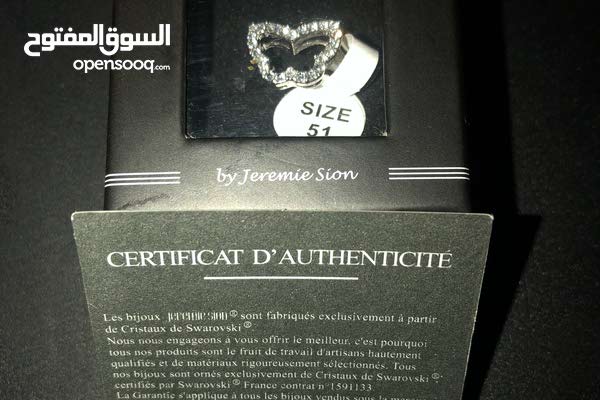 السوق المفتوح
opensooq.com
SIZE
51
by Jeremie Sion
CERTIFICAT D'AUTHENTICITÉ
Les bijoux jeremiesion® sont fabriqués exclusivement à partir
de Cristaux de Swarovski®
Nous nous engageons à vous offrir le meilleur, c'est pourquoi
tous nos produits sont le fruit de travail d'artisans hautement
qualifiés et de matériaux rigoureusement sélectionnés. Tous
nos bijoux sont ornés exclusivement de Cristaux de Swarovski®
certifiés par Swarovski® France contrat n°1591133
La Garantie s'applique à tous les bijoux vendus sous la